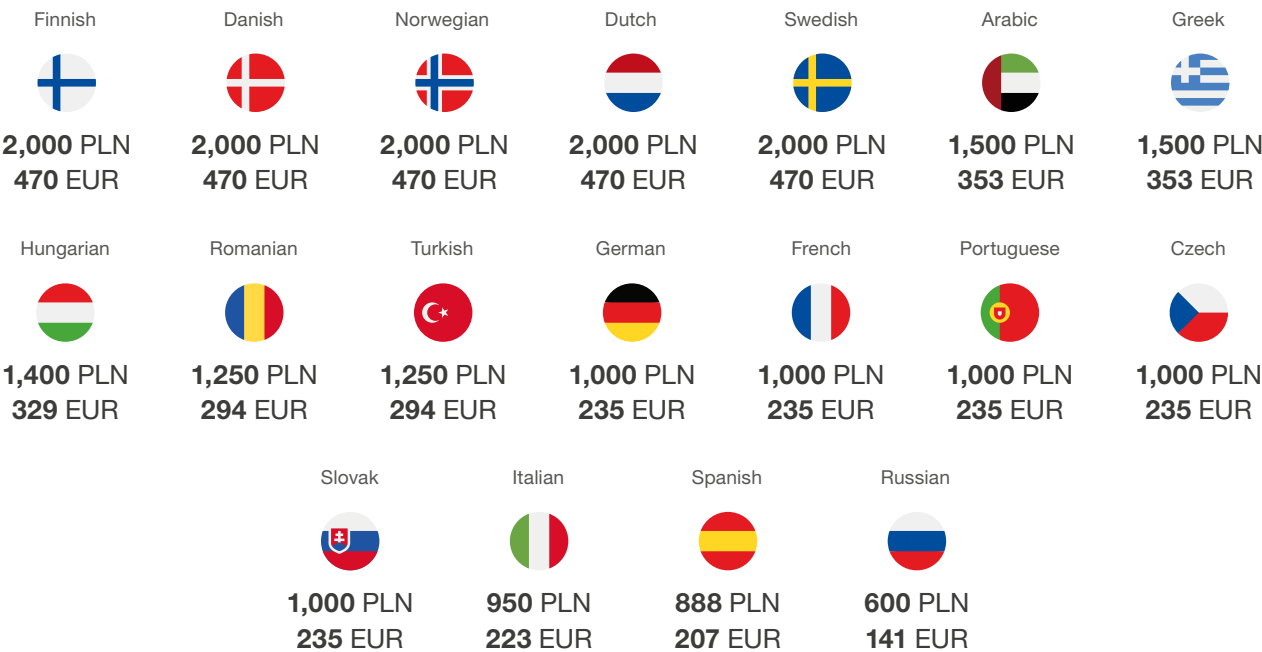 Finnish Danish Norwegian Dutch Swedish Arabic Greek
2,000 PLN 2,000 PLN 2,000 PLN 2,000 PLN 2,000 PLN 1,500 PLN 1,500 PLN
470 EUR 470 EUR 470 EUR 470 EUR 470 EUR 353 EUR 353 EUR
Hungarian Romanian Turkish German French Portuguese Czech
1,400 PLN 1,250 PLN 1,250 PLN 1,000 PLN 1,000 PLN 1,000 PLN 1,000 PLN
329 EUR 294 EUR 294 EUR 235 EUR 235 EUR 235 EUR 235 EUR
Slovak Italian Spanish Russian
1,000 PLN 950 PLN 888 PLN 600 PLN
235 EUR 223 EUR 207 EUR 141 EUR